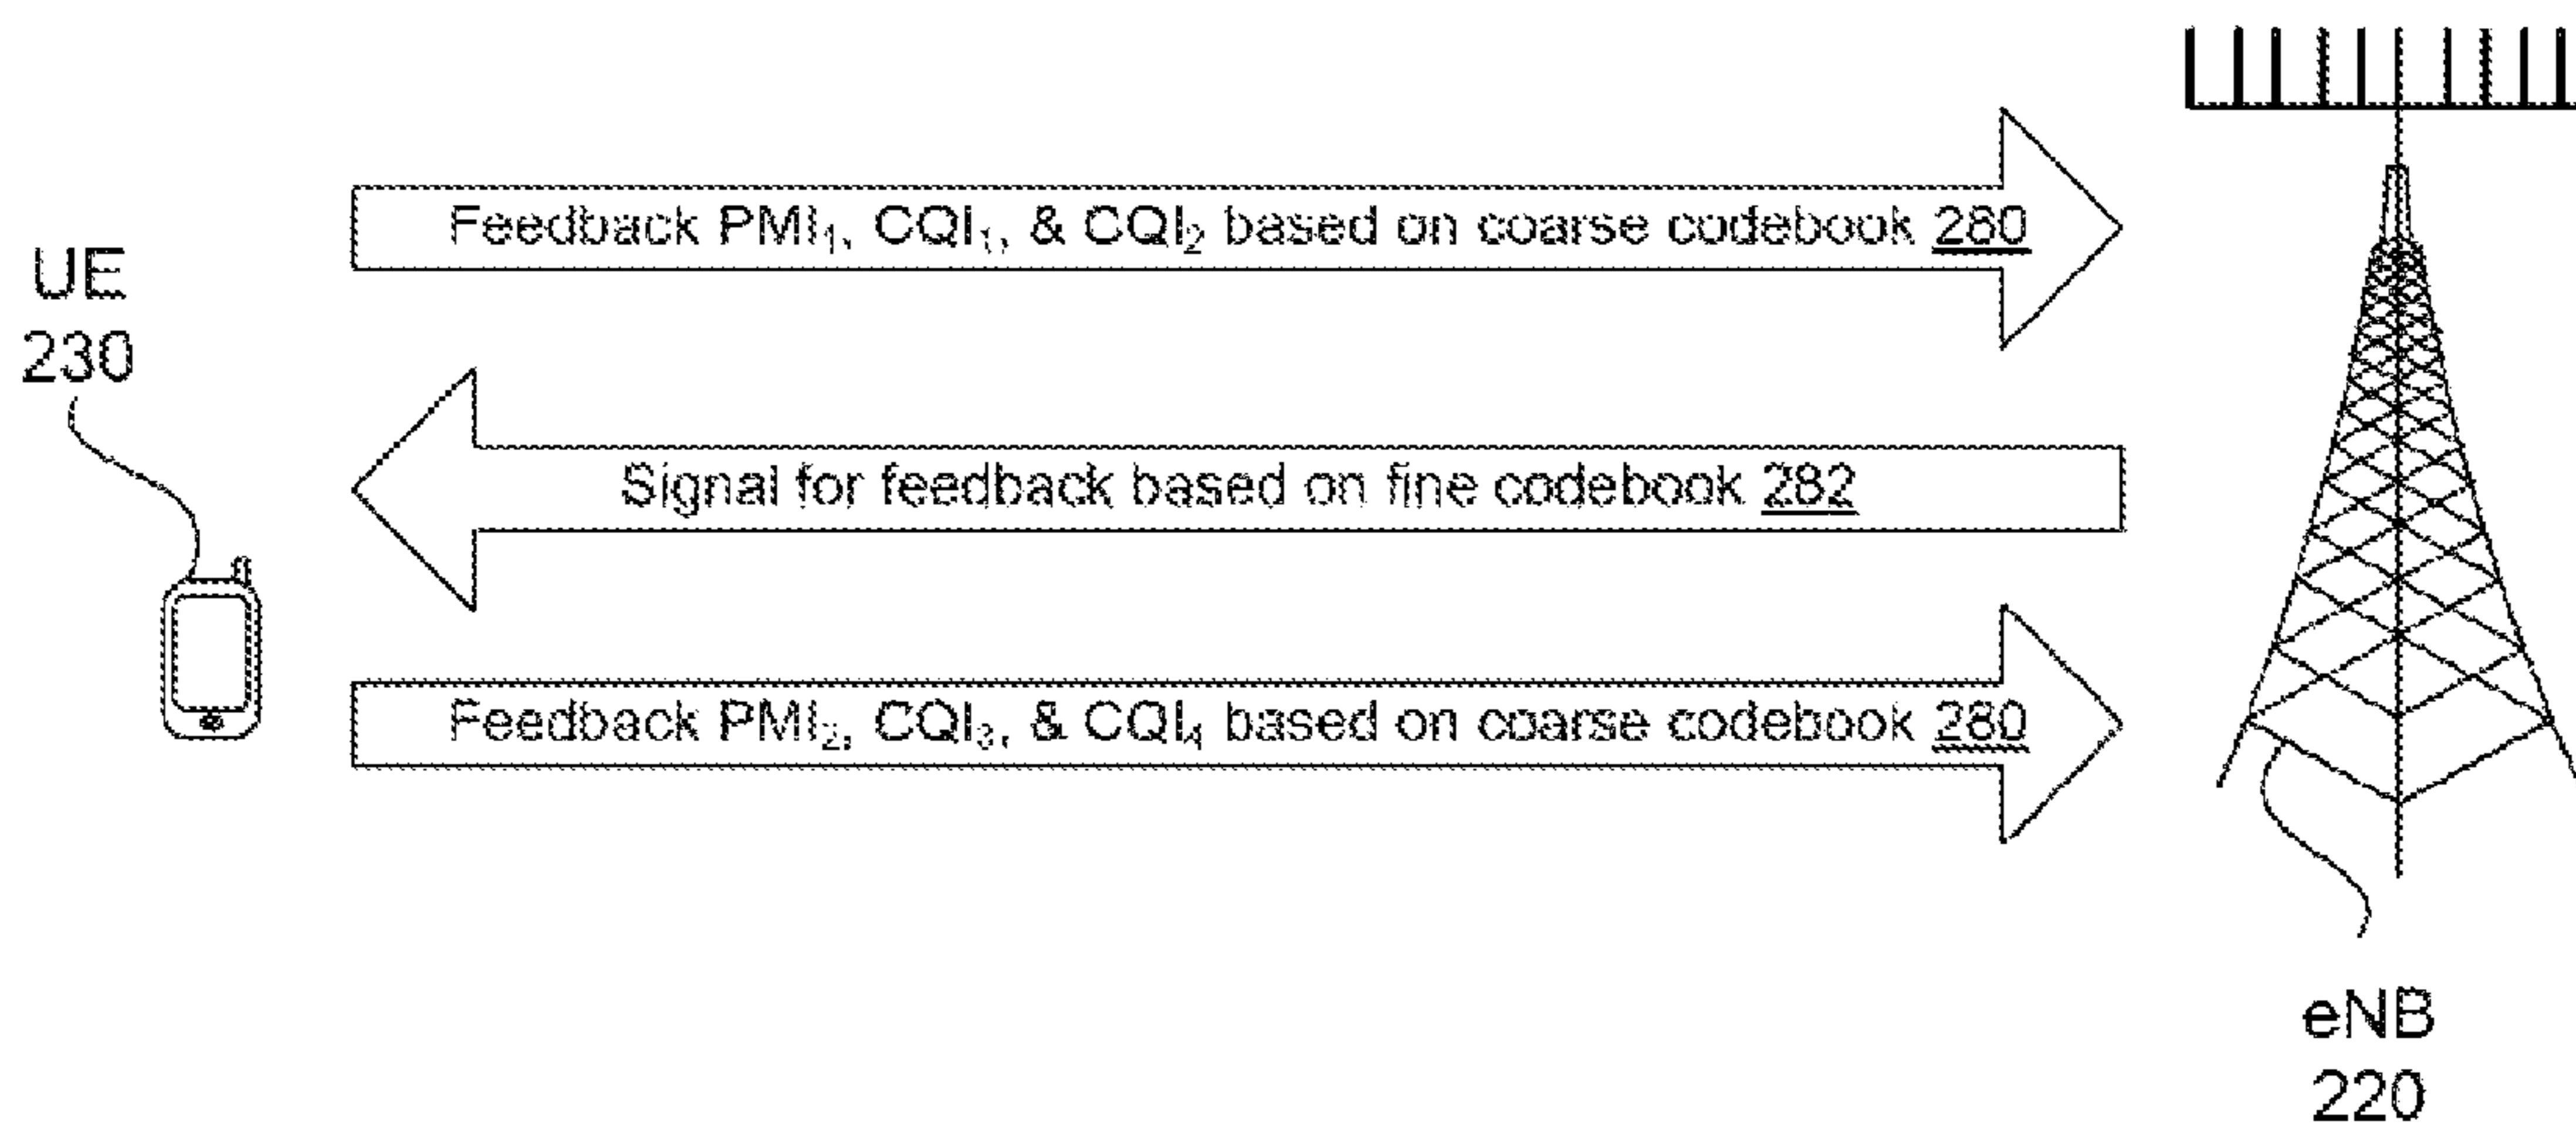 Feedback PMI₁, CQI₁, & CQI₂ based on coarse codebook 280
UE
230
Signal for feedback based on fine codebook 282
Feedback PMI₂, CQI₃, & CQI₄ based on coarse codebook 280
eNB
220